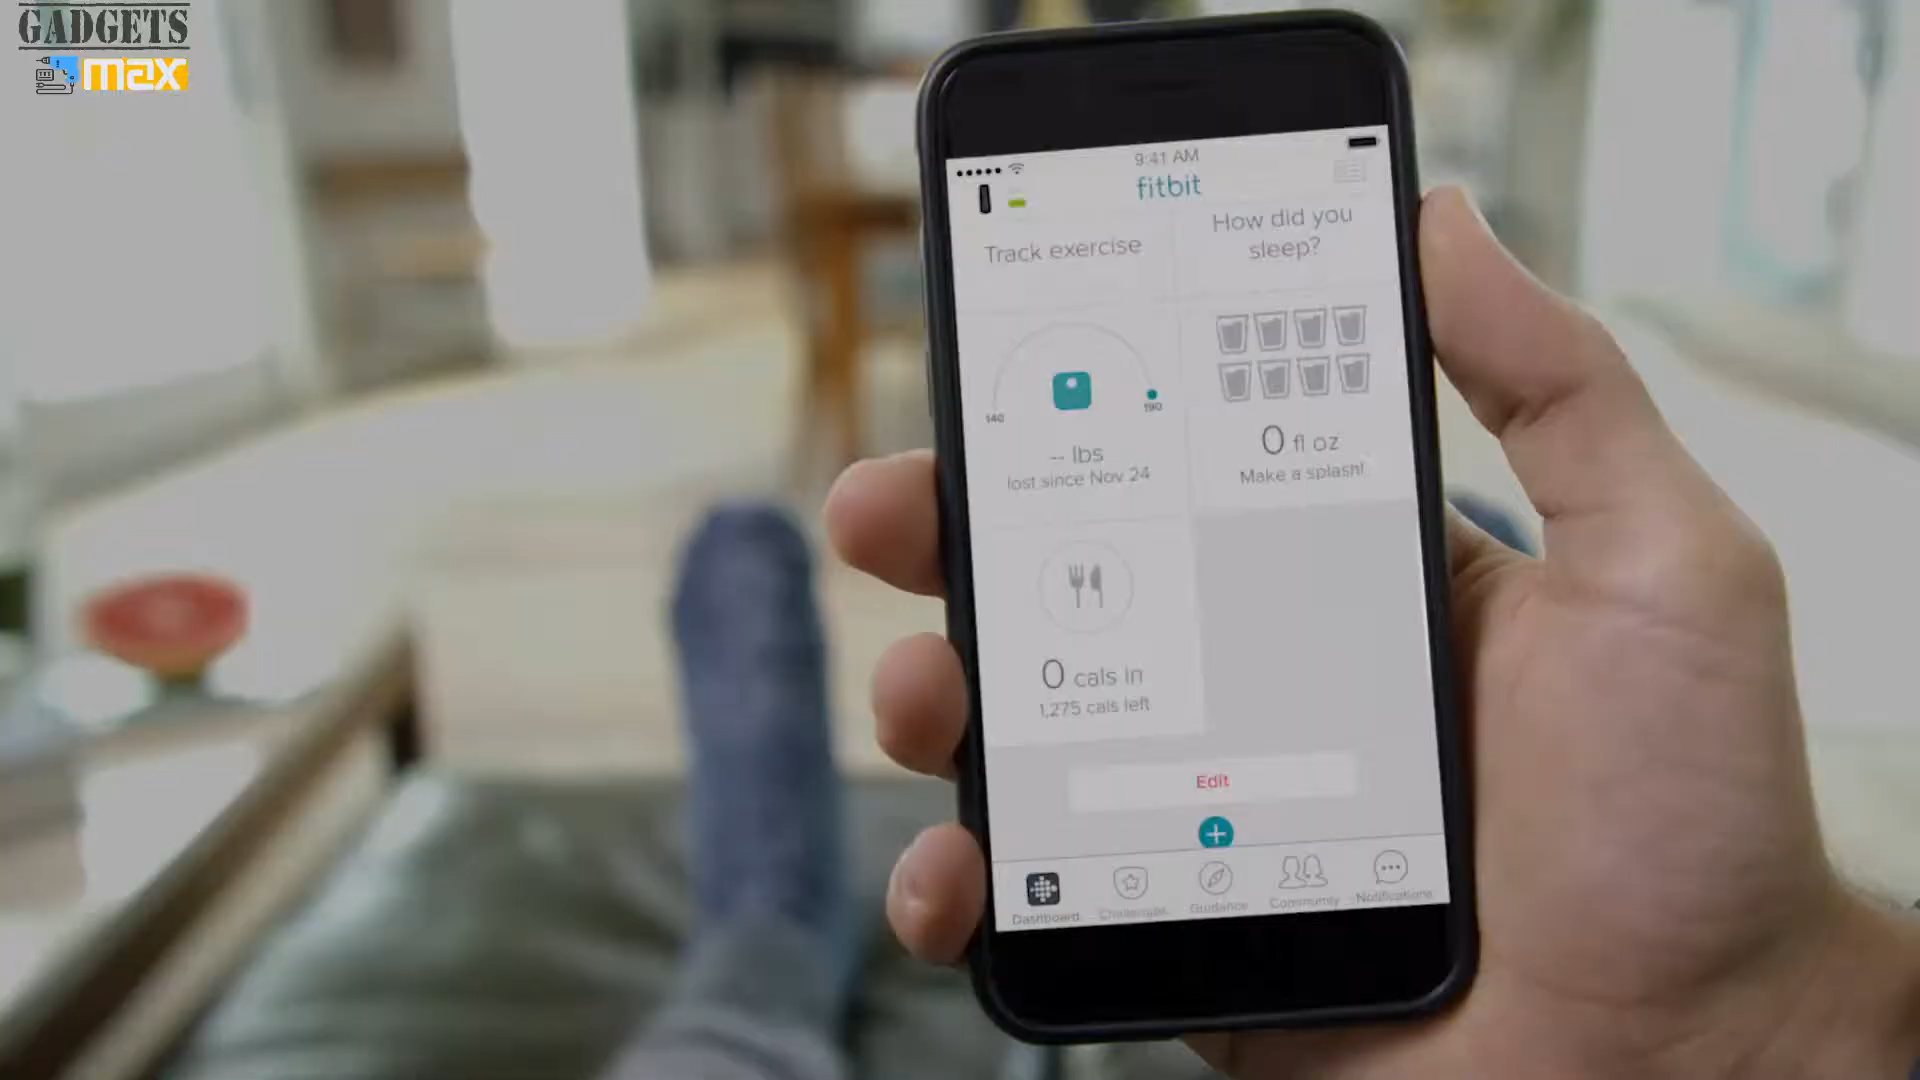 GADGETS
max
9:41 AM
fitbit
Track exercise
How did you
sleep?
140
190
-- lbs
lost since Nov 24
0 fl oz
Make a splash!
0 cals in
1,275 cals left
Edit
Dashboard
Challenges
Guidance
Community
Notifications